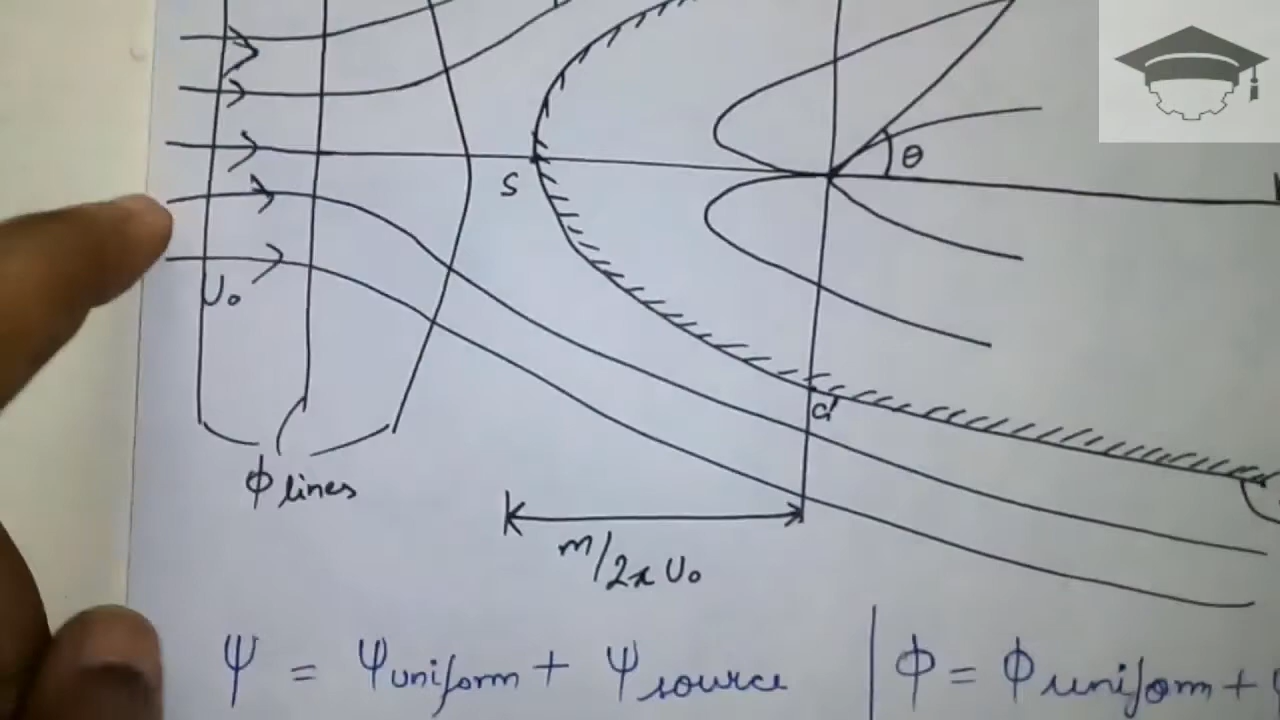 θ
S
U₀
d
ϕ lines
m/2π U₀
Ψ = Ψuniform + Ψsource
ϕ = ϕuniform +